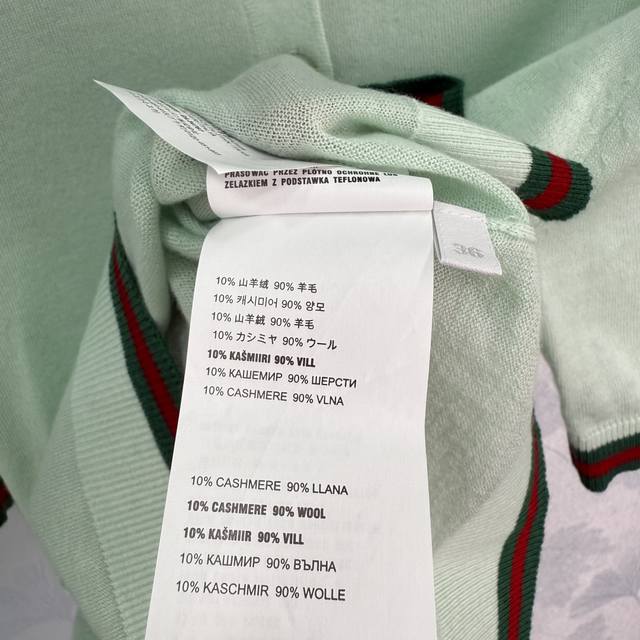 PRASOWAĆ PRZEZ PŁÓTNO OCHRONNE LUB
ŻELAZKIEM Z PODSTAWKA TEFLONOWA
36
10% 山羊绒 90% 羊毛
10% 캐시미어 90% 양모
10% 山羊絨 90% 羊毛
10% カシミヤ 90% ウール
10% KAŠMIIRI 90% VILL
10% КАШЕМИР 90% ШЕРСТИ
10% CASHMERE 90% VLNA
10% CASHMERE 90% LLANA
10% CASHMERE 90% WOOL
10% KAŠMIIR 90% VILL
10% КАШМИР 90% ВЪЛНА
10% KASCHMIR 90% WOLLE